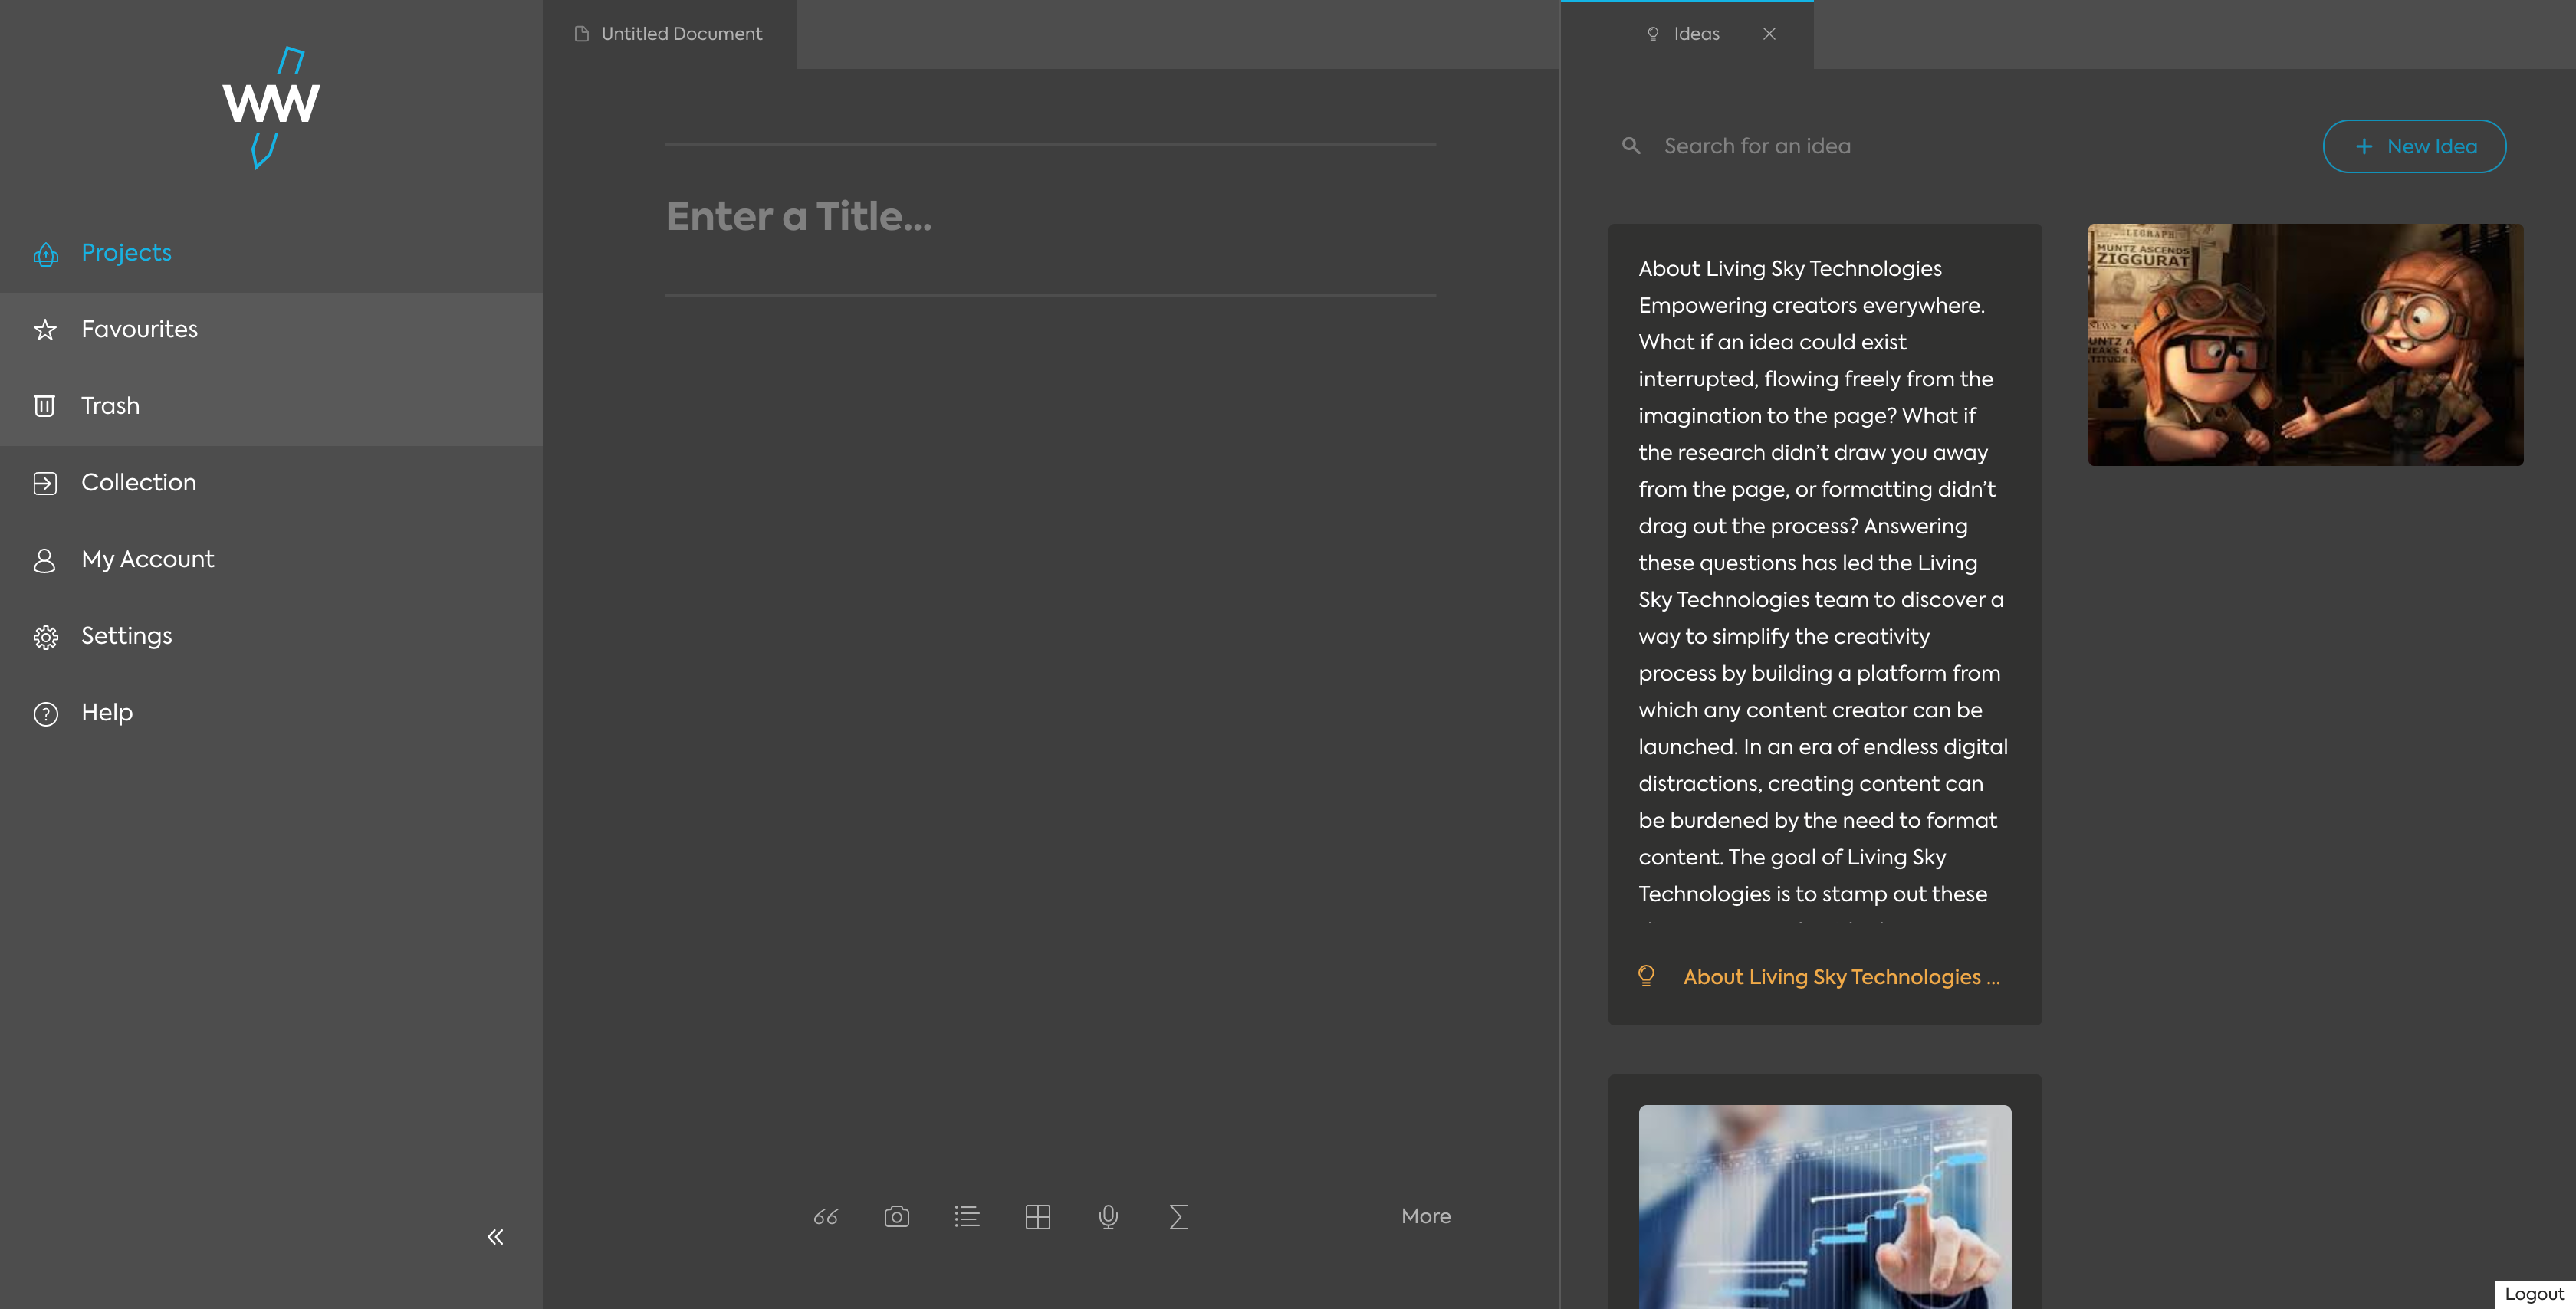 WW
Projects
Favourites
Trash
Collection
My Account
Settings
Help
Untitled Document
Enter a Title...
More
Ideas
Search for an idea
New Idea
About Living Sky Technologies
Empowering creators everywhere.
What if an idea could exist
interrupted, flowing freely from the
imagination to the page? What if
the research didn’t draw you away
from the page, or formatting didn’t
drag out the process? Answering
these questions has led the Living
Sky Technologies team to discover a
way to simplify the creativity
process by building a platform from
which any content creator can be
launched. In an era of endless digital
distractions, creating content can
be burdened by the need to format
content. The goal of Living Sky
Technologies is to stamp out these
About Living Sky Technologies ...
MUNTZ ASCENDS
ZIGGURAT
Logout